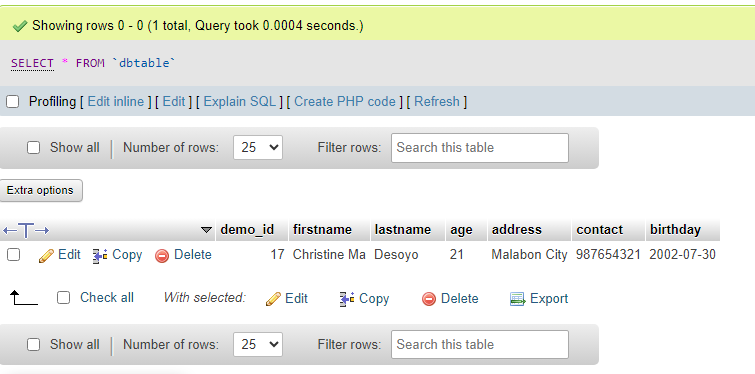 Showing rows 0 - 0 (1 total, Query took 0.0004 seconds.)
SELECT * FROM `dbtable`
Profiling [ Edit inline ] [ Edit ] [ Explain SQL ] [ Create PHP code ] [ Refresh ]
Show all Number of rows: 25 Filter rows: Search this table
Extra options
demo_id firstname lastname age address contact birthday
Edit Copy Delete 17 Christine Ma Desoyo 21 Malabon City 987654321 2002-07-30
Check all With selected: Edit Copy Delete Export
Show all Number of rows: 25 Filter rows: Search this table